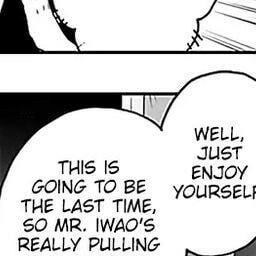 WELL,
JUST
ENJOY
YOURSELF
THIS IS
GOING TO BE
THE LAST TIME,
SO MR. IWAO'S
REALLY PULLING